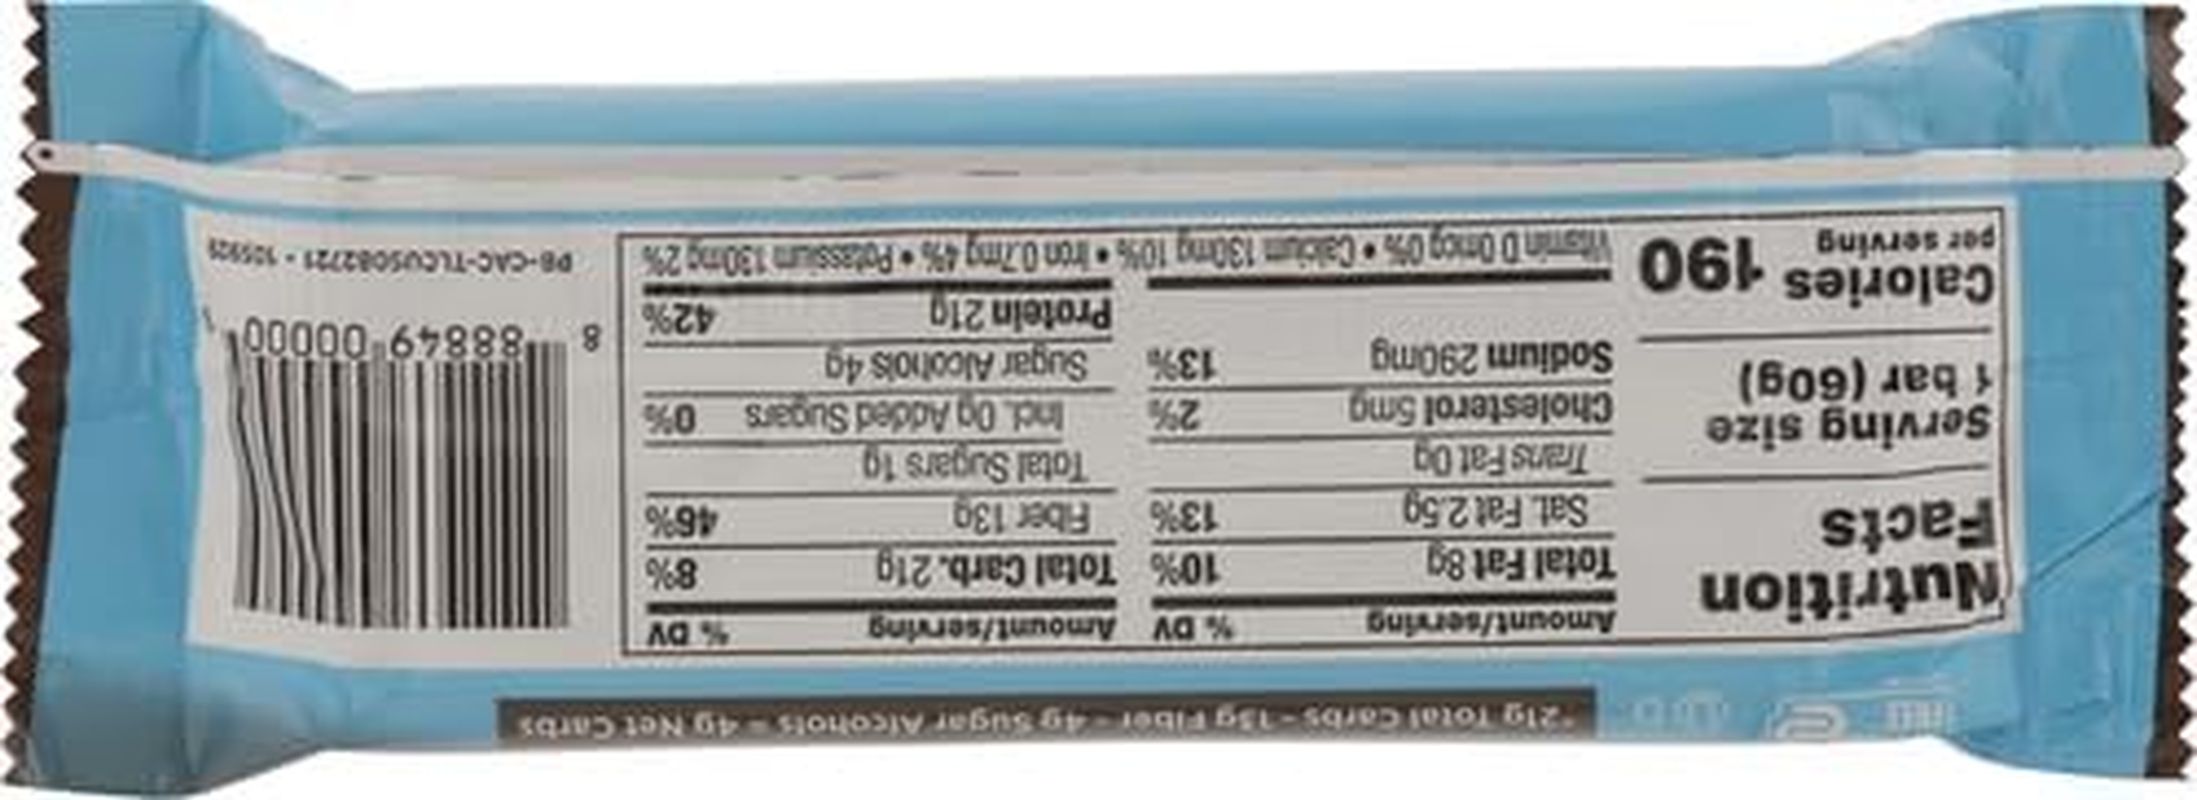 *21g Total Carbs - 13g Fiber - 4g Sugar Alcohols = 4g Net Carbs
Nutrition
Facts
Serving size
1 bar (60g)
Calories 190
per serving
Amount/serving % DV
Total Fat 8g 10%
Sat. Fat 2.5g 13%
Trans Fat 0g
Cholesterol 5mg 2%
Sodium 290mg 13%
Amount/serving % DV
Total Carb. 21g 8%
Fiber 13g 46%
Total Sugars 1g
Incl. 0g Added Sugars 0%
Sugar Alcohols 4g
Protein 21g 42%
Vitamin D 0mcg 0% • Calcium 130mg 10% • Iron 0.7mg 4% • Potassium 130mg 2%
8 88849 00000
PB-CAC-TLCUS082721 - 105929